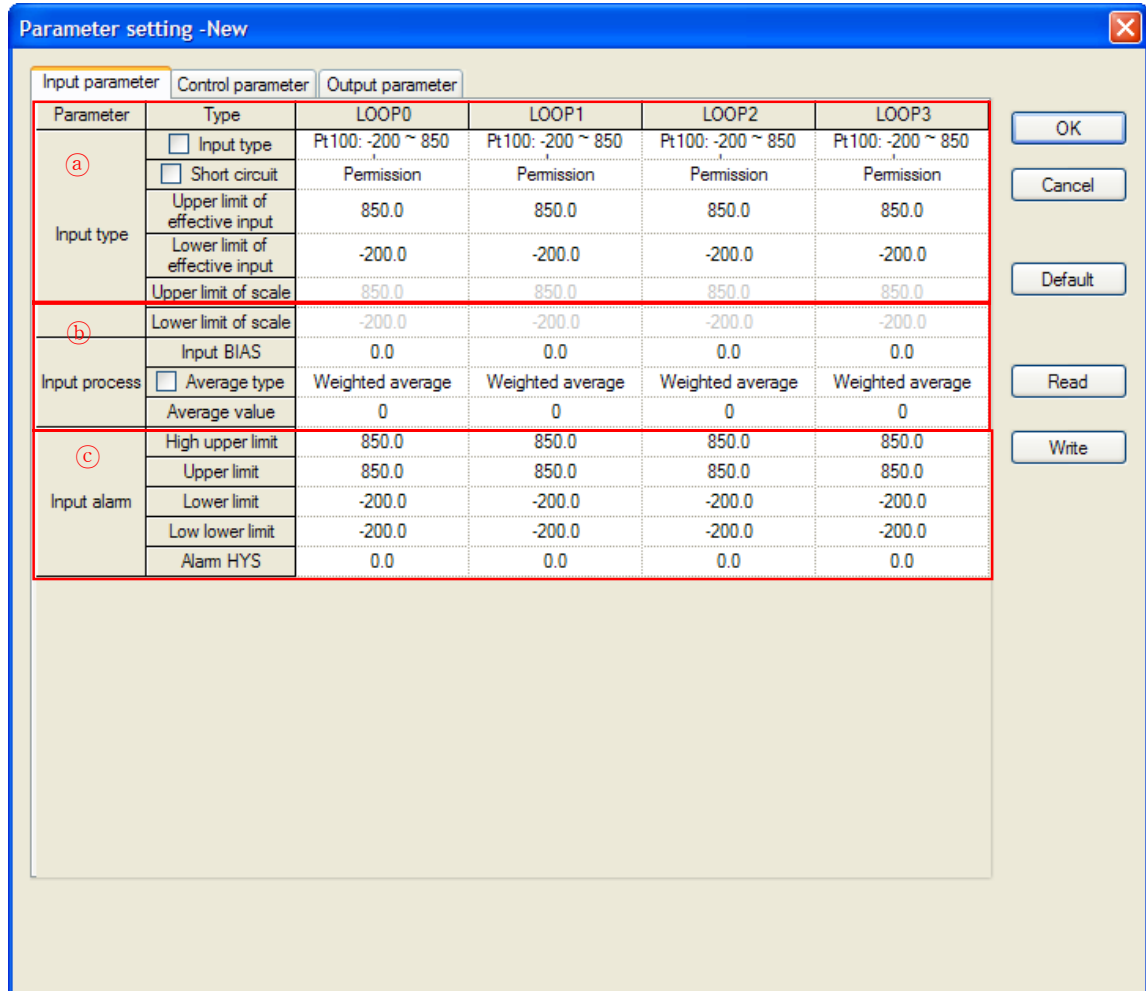 Parameter setting -New
Input parameter Control parameter Output parameter
Parameter Type LOOP0 LOOP1 LOOP2 LOOP3
OK
ⓐ
Input type Pt100: -200 ~ 850 Pt100: -200 ~ 850 Pt100: -200 ~ 850 Pt100: -200 ~ 850
Short circuit Permission Permission Permission Permission
Cancel
Input type
Upper limit of
effective input 850.0 850.0 850.0 850.0
Lower limit of
effective input -200.0 -200.0 -200.0 -200.0
Upper limit of scale 850.0 850.0 850.0 850.0
Default
ⓑ
Lower limit of scale -200.0 -200.0 -200.0 -200.0
Input process
Input BIAS 0.0 0.0 0.0 0.0
Average type Weighted average Weighted average Weighted average Weighted average
Read
Average value 0 0 0 0
ⓒ
High upper limit 850.0 850.0 850.0 850.0
Write
Upper limit 850.0 850.0 850.0 850.0
Input alarm Lower limit -200.0 -200.0 -200.0 -200.0
Low lower limit -200.0 -200.0 -200.0 -200.0
Alarm HYS 0.0 0.0 0.0 0.0